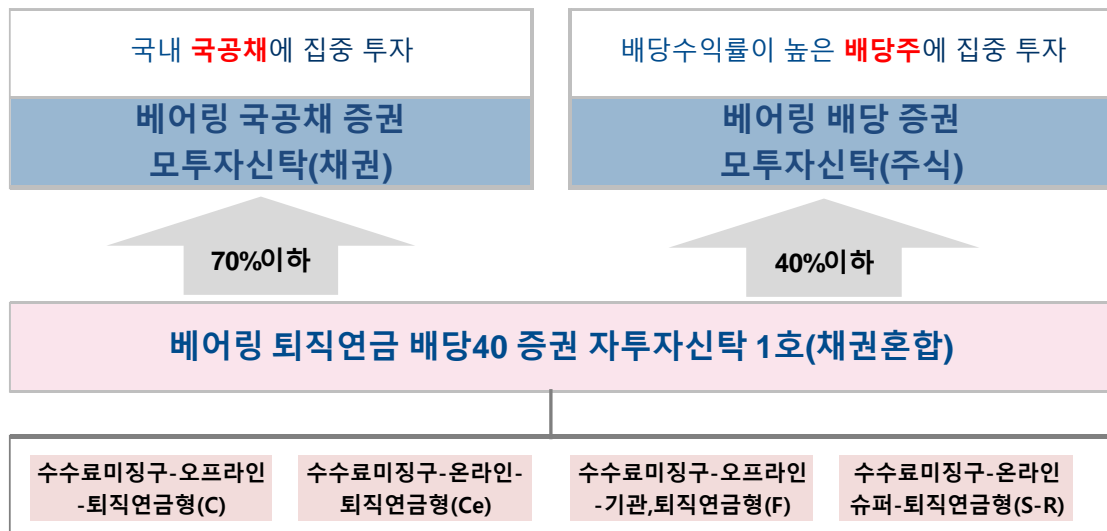 국내 국공채에 집중 투자
베어링 국공채 증권
모투자신탁(채권)
배당수익률이 높은 배당주에 집중 투자
베어링 배당 증권
모투자신탁(주식)
70%이하
40%이하
베어링 퇴직연금 배당40 증권 자투자신탁 1호(채권혼합)
수수료미징구-오프라인
-퇴직연금형(C)
수수료미징구-온라인-
퇴직연금형(Ce)
수수료미징구-오프라인
-기관,퇴직연금형(F)
수수료미징구-온라인
슈퍼-퇴직연금형(S-R)